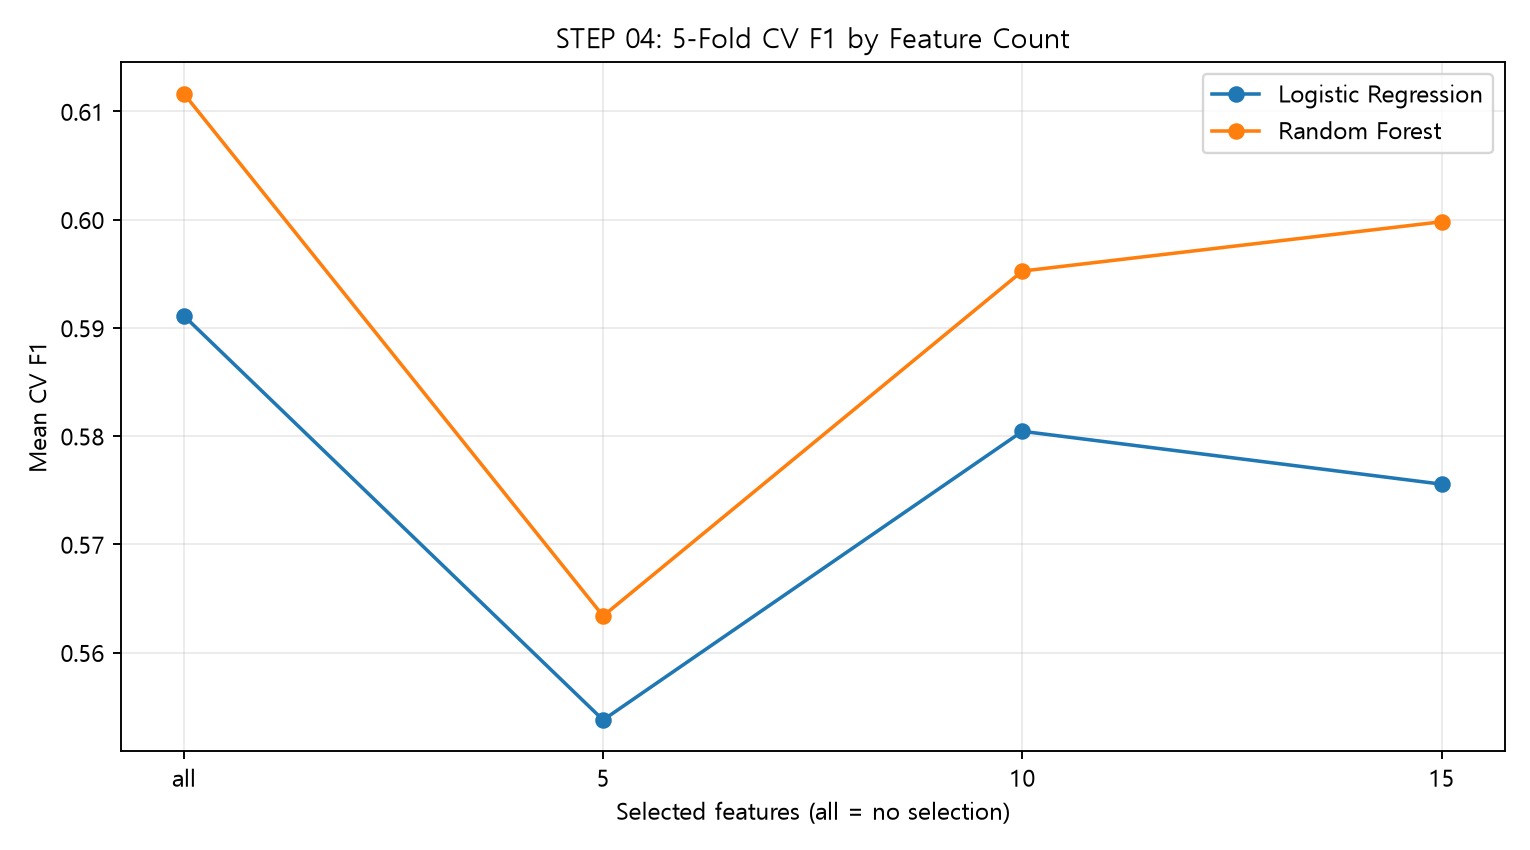 STEP 04: 5-Fold CV F1 by Feature Count
Logistic Regression
Random Forest
Mean CV F1
0.61
0.60
0.59
0.58
0.57
0.56
all 5 10 15
Selected features (all = no selection)